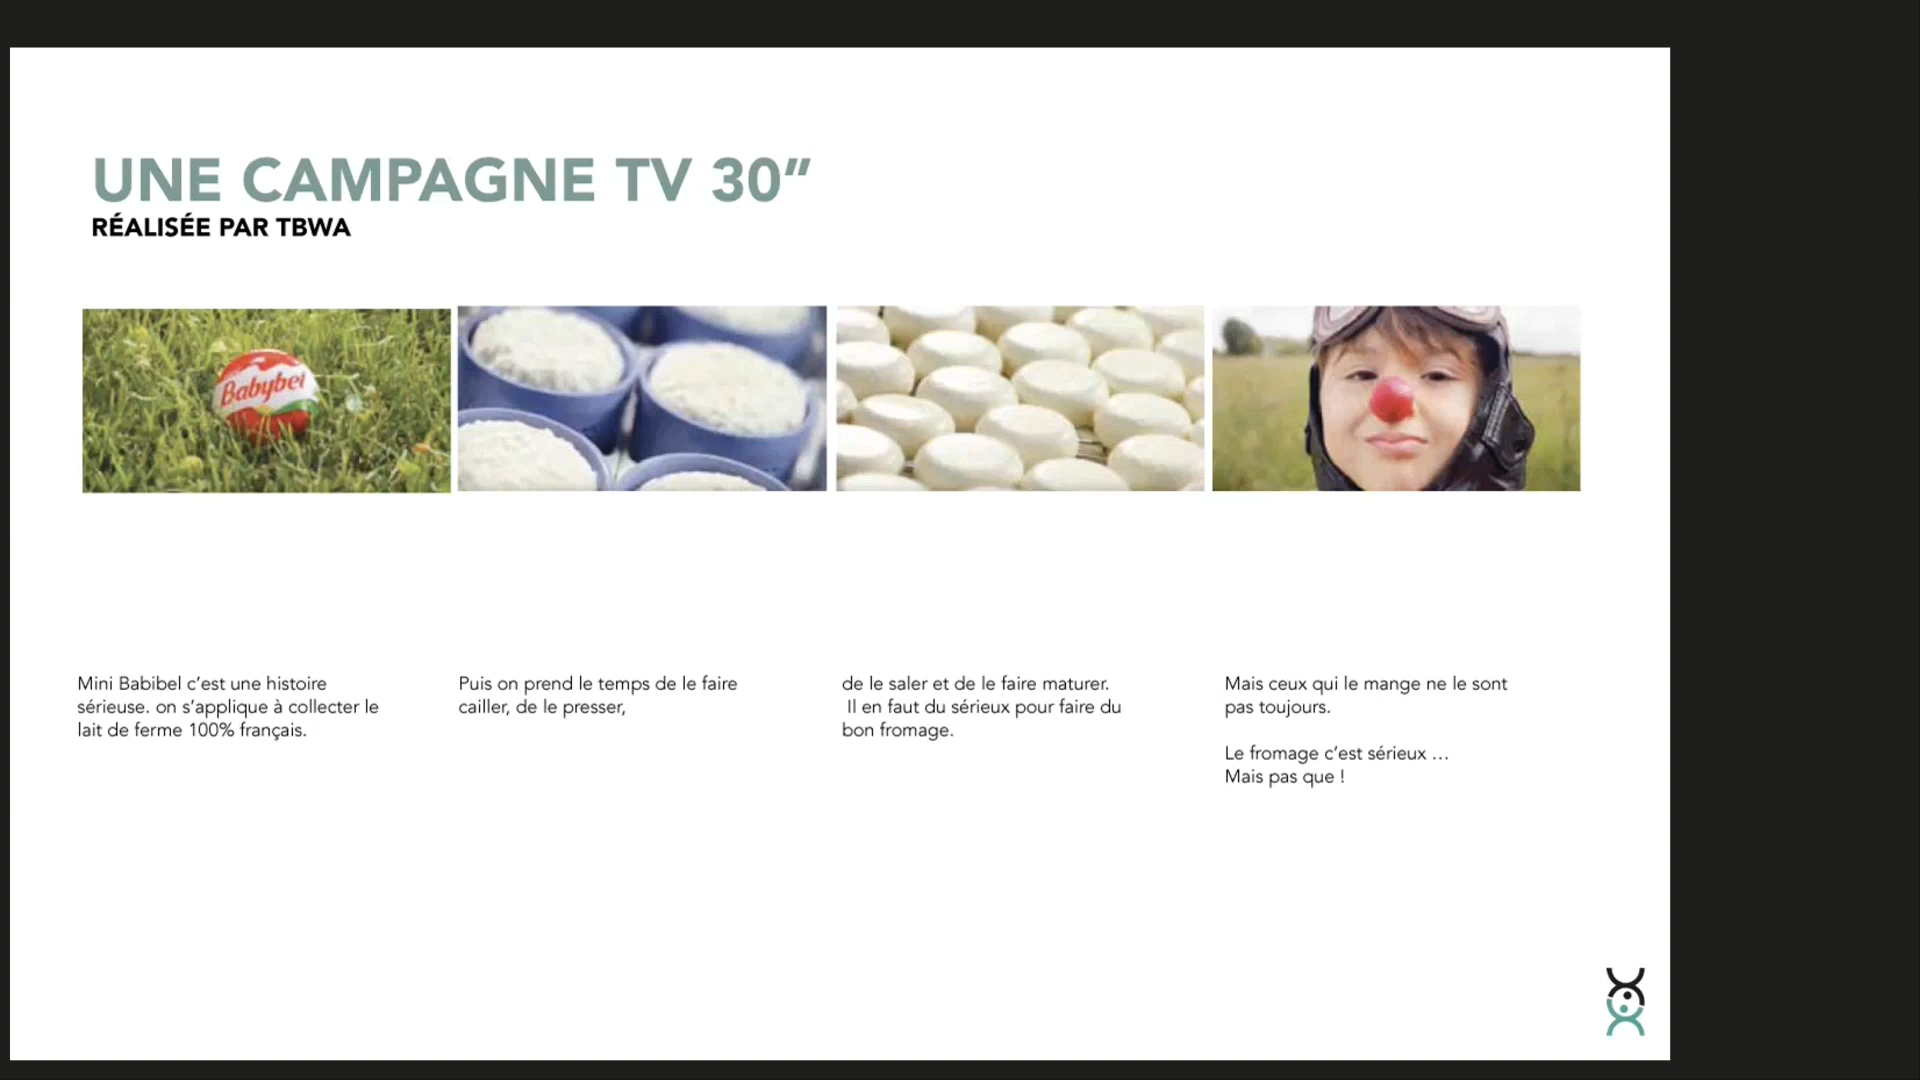 UNE CAMPAGNE TV 30”
RÉALISÉE PAR TBWA
Babybel
Mini Babibel c’est une histoire
sérieuse. on s’applique à collecter le
lait de ferme 100% français.
Puis on prend le temps de le faire
cailler, de le presser,
de le saler et de le faire maturer.
Il en faut du sérieux pour faire du
bon fromage.
Mais ceux qui le mange ne le sont
pas toujours.
Le fromage c’est sérieux …
Mais pas que !